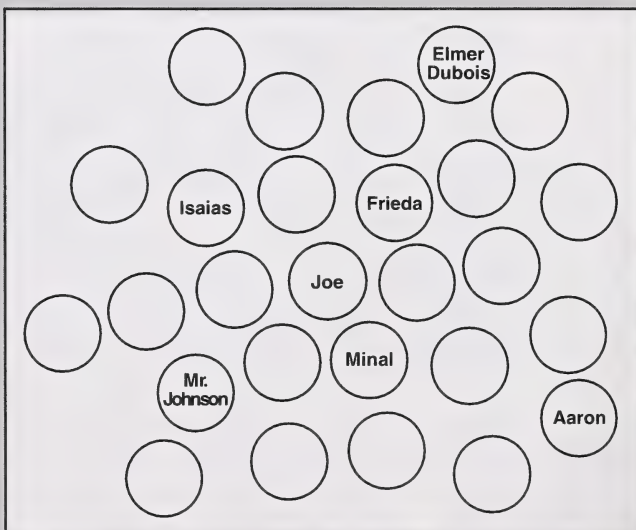 Elmer
Dubois
Isaias
Frieda
Joe
Minal
Mr.
Johnson
Aaron